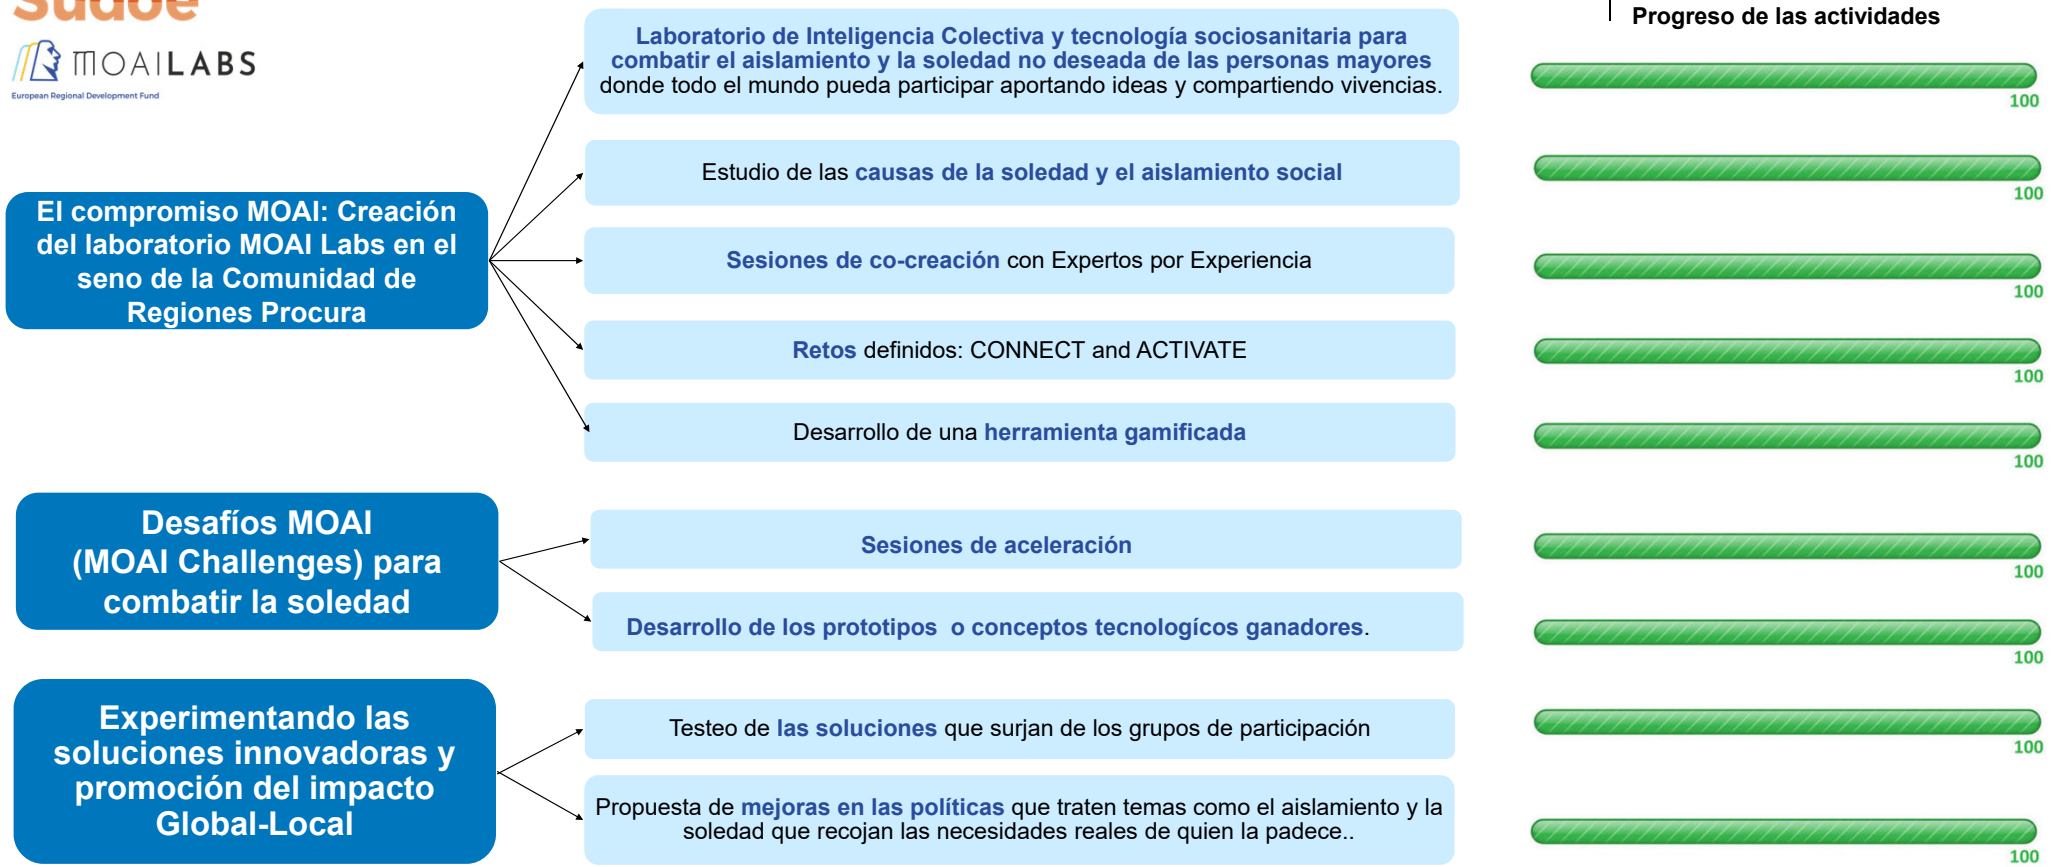 Sudoe
MOAILABS
European Regional Development Fund
Progreso de las actividades
El compromiso MOAI: Creación
del laboratorio MOAI Labs en el
seno de la Comunidad de
Regiones Procura
Laboratorio de Inteligencia Colectiva y tecnología sociosanitaria para
combatir el aislamiento y la soledad no deseada de las personas mayores
donde todo el mundo pueda participar aportando ideas y compartiendo vivencias.
100
Estudio de las causas de la soledad y el aislamiento social
100
Sesiones de co-creación con Expertos por Experiencia
100
Retos definidos: CONNECT and ACTIVATE
100
Desarrollo de una herramienta gamificada
100
Desafíos MOAI
(MOAI Challenges) para
combatir la soledad
Sesiones de aceleración
100
Desarrollo de los prototipos  o conceptos tecnologícos ganadores.
100
Experimentando las
soluciones innovadoras y
promoción del impacto
Global-Local
Testeo de las soluciones que surjan de los grupos de participación
100
Propuesta de mejoras en las políticas que traten temas como el aislamiento y la
soledad que recojan las necesidades reales de quien la padece..
100